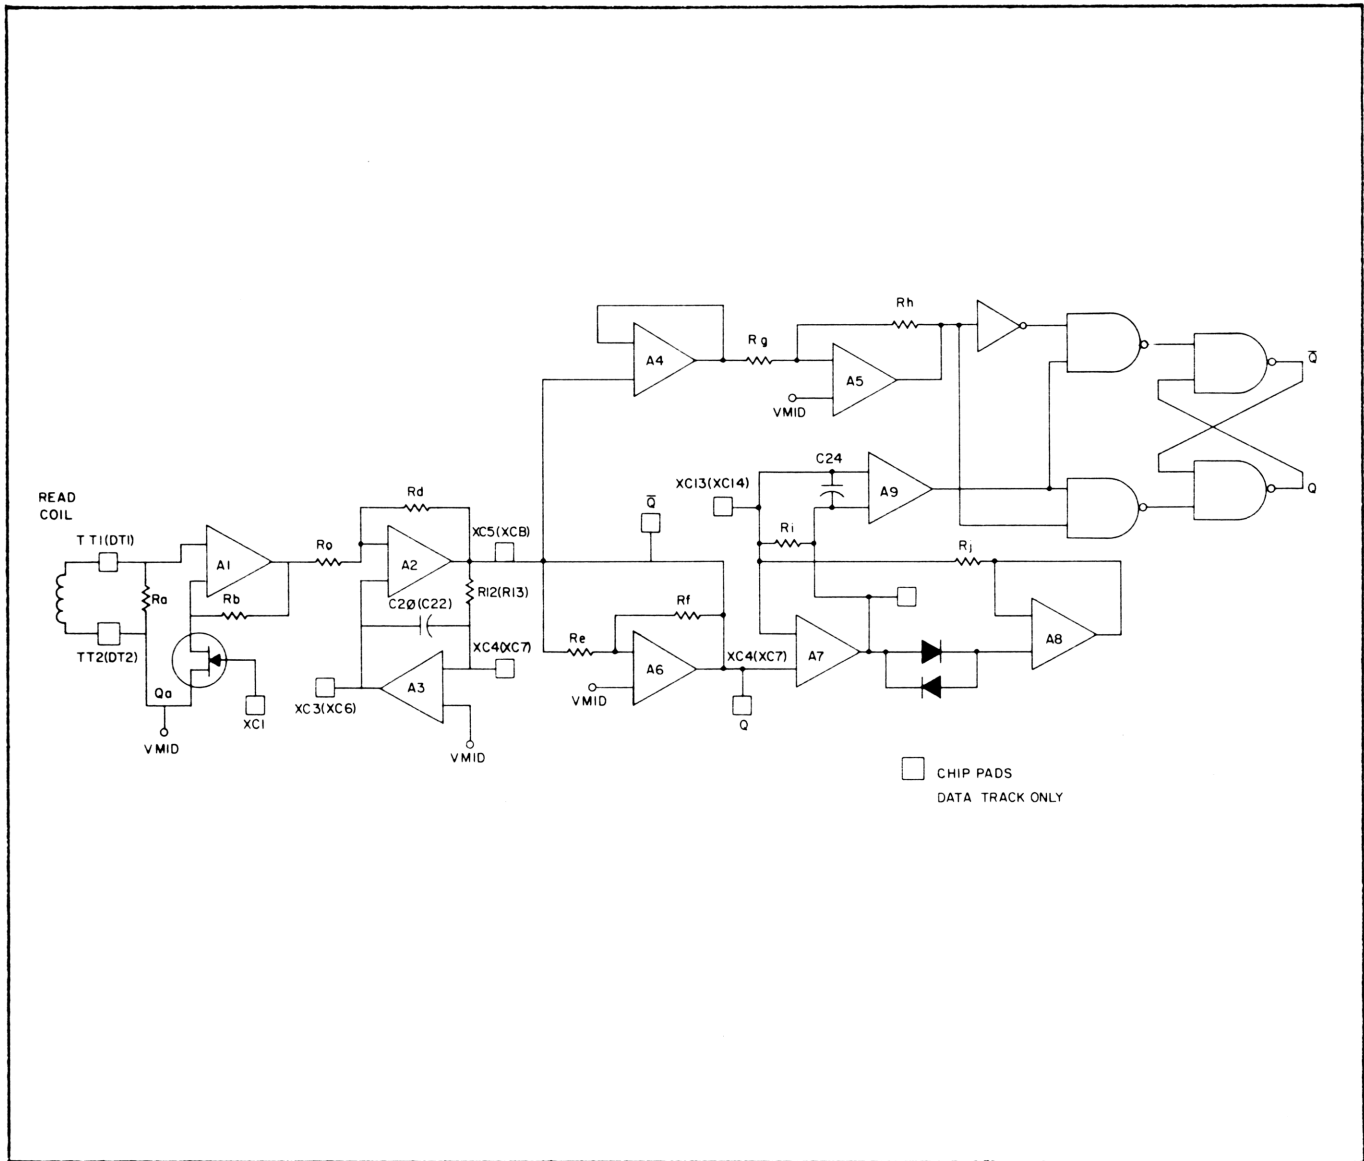 READ
COIL
TT1(DT1)
Ra
TT2(DT2)
A1
Rb
Qa
XC1
VMID
Ro
Rd
A2
C2Ø(C22)
R12(R13)
XC5(XC8)
XC4(XC7)
A3
XC3(XC6)
VMID
A4
Rg
Rh
A5
VMID
Q̅
Re
Rf
A6
VMID
XC4(XC7)
Q
XC13(XC14)
C24
A9
Ri
Rj
A7
A8
Q̅
Q
CHIP PADS
DATA TRACK ONLY